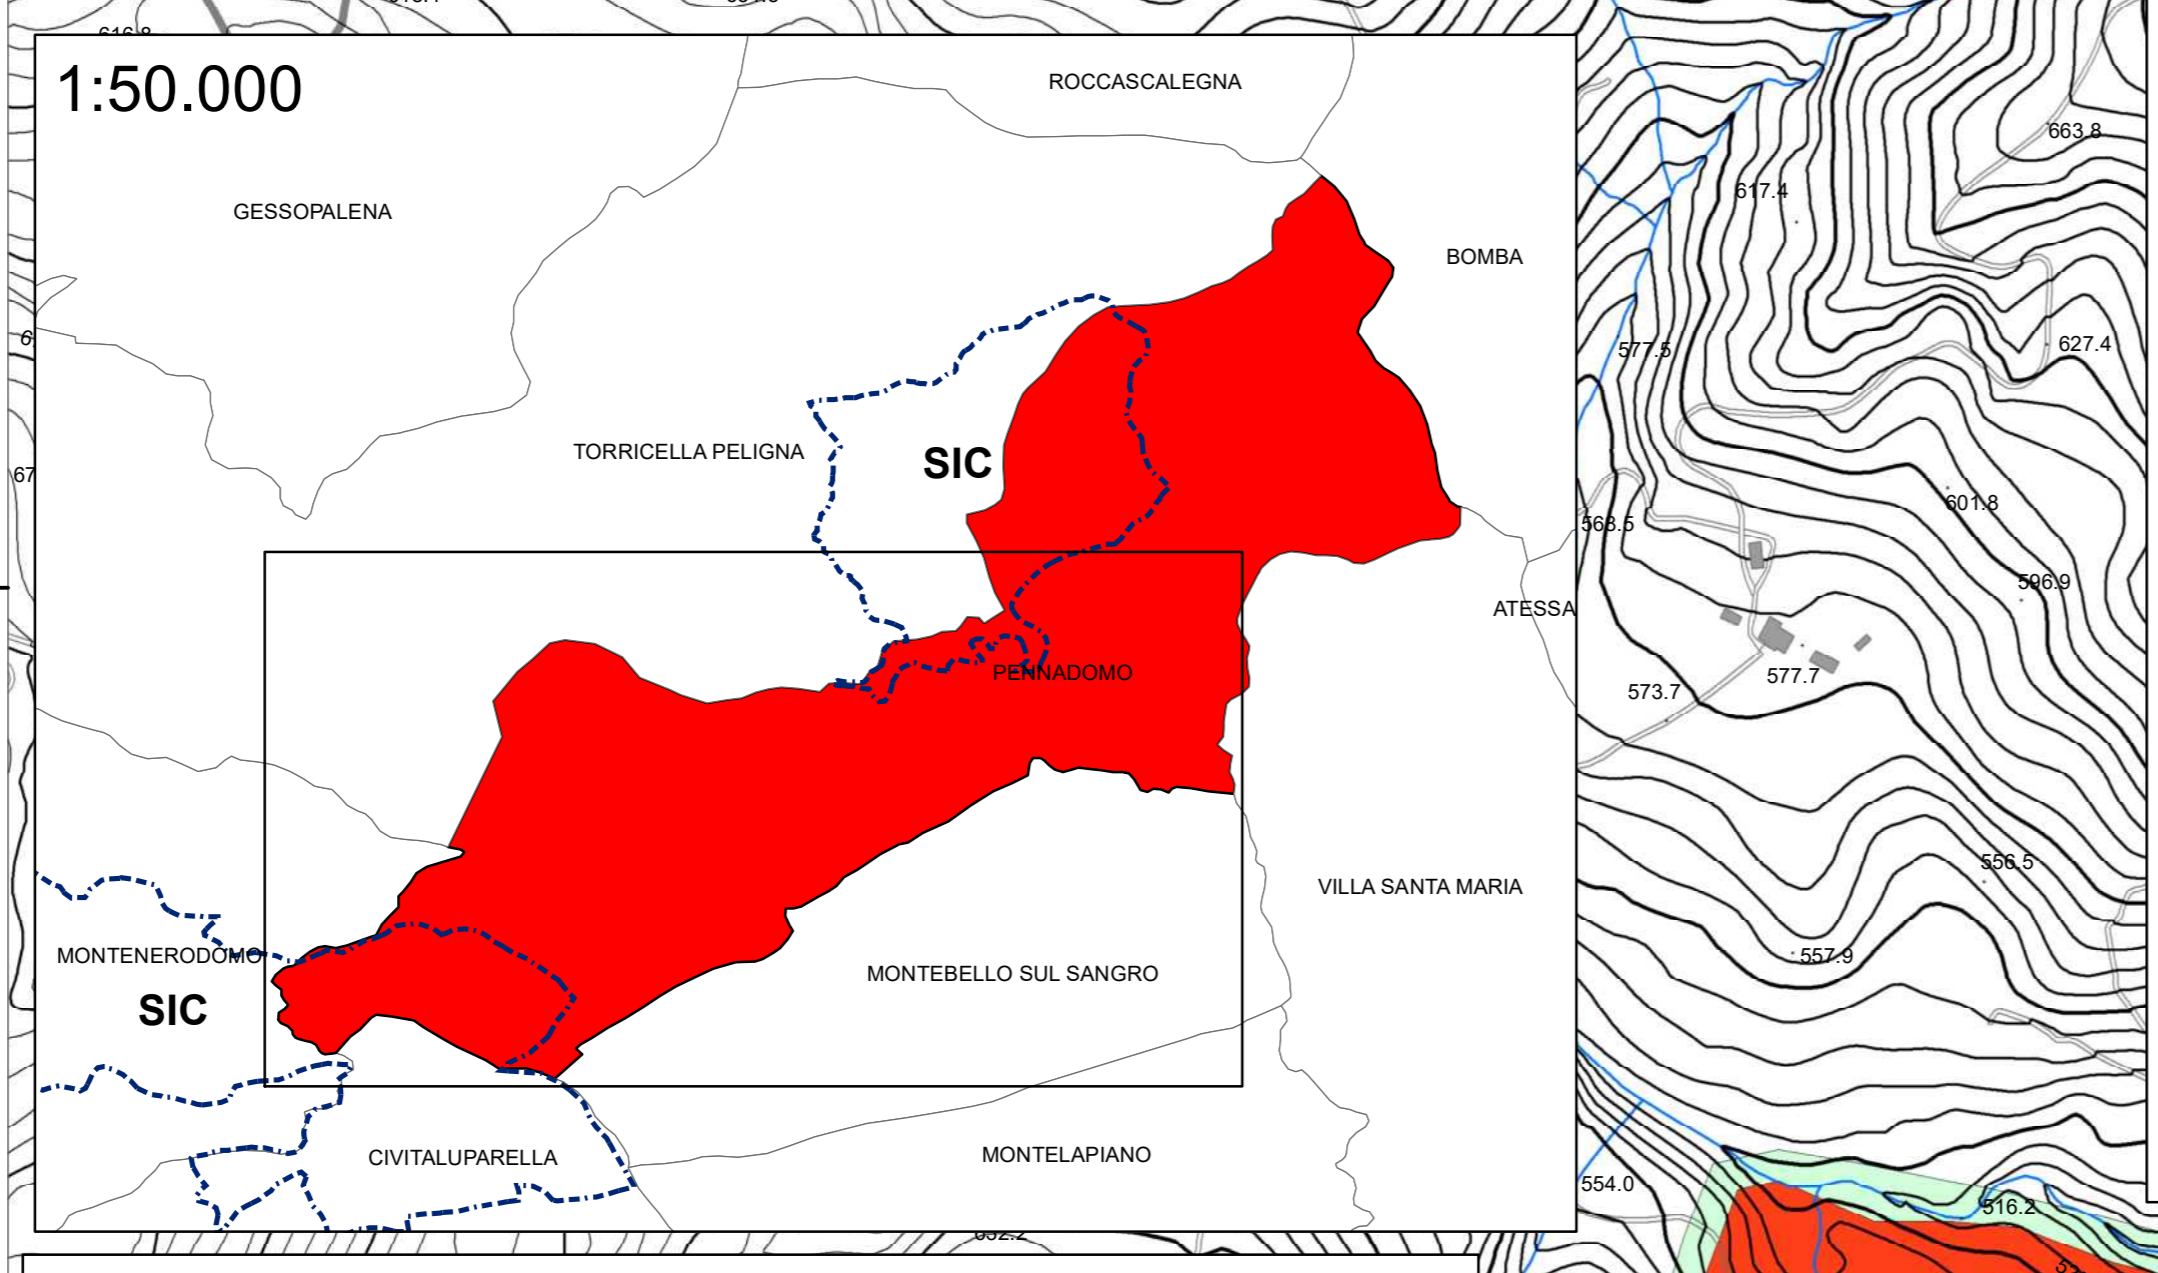 1:50.000
ROCCASCALEGNA
GESSOPALENA
BOMBA
TORRICELLA PELIGNA
SIC
ATESSA
PENNADOMO
VILLA SANTA MARIA
MONTENERODOMO
MONTEBELLO SUL SANGRO
SIC
CIVITALUPARELLA
MONTELAPIANO
663.8
617.4
577.5
627.4
601.8
563.5
596.9
577.7
573.7
556.5
557.9
554.0
516.2
67